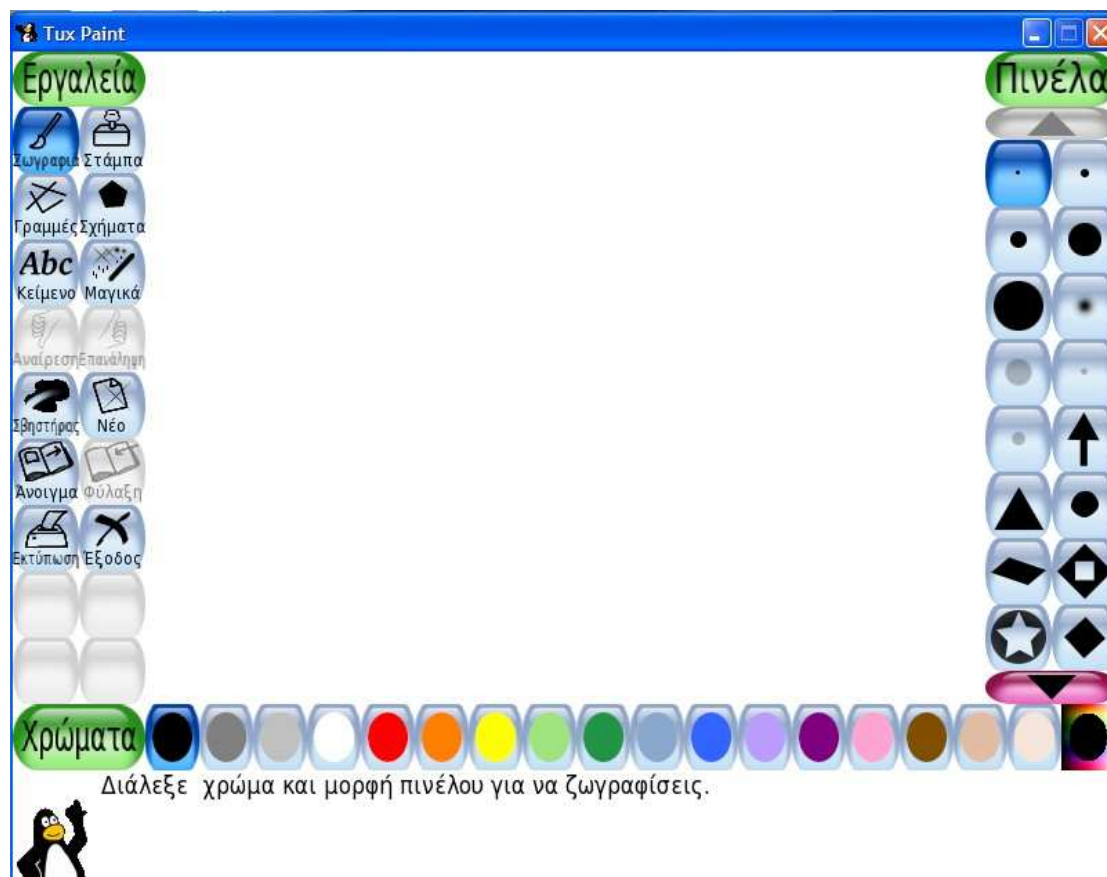 Tux Paint
Εργαλεία
Πινέλα
Ζωγραφιά Στάμπα
Γραμμές Σχήματα
Abc
Κείμενο Μαγικά
Αναίρεση Επανάληψη
Σβηστήρας Νέο
Άνοιγμα Φύλαξη
Εκτύπωση Έξοδος
Χρώματα
Διάλεξε χρώμα και μορφή πινέλου για να ζωγραφίσεις.